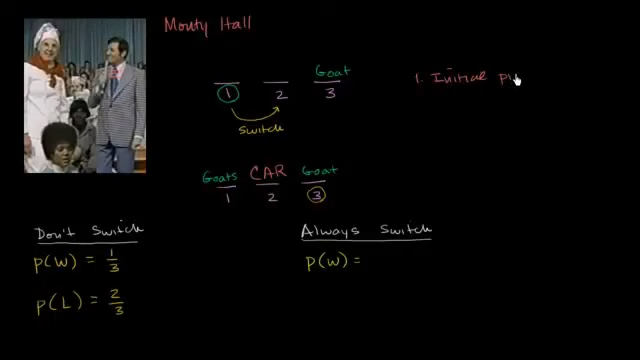 Monty Hall
Goat
1 2 3
Switch
1. Initial pi
Goats CAR Goat
1 2 3
Don't Switch
P(W) = 1/3
P(L) = 2/3
Always Switch
P(W) =